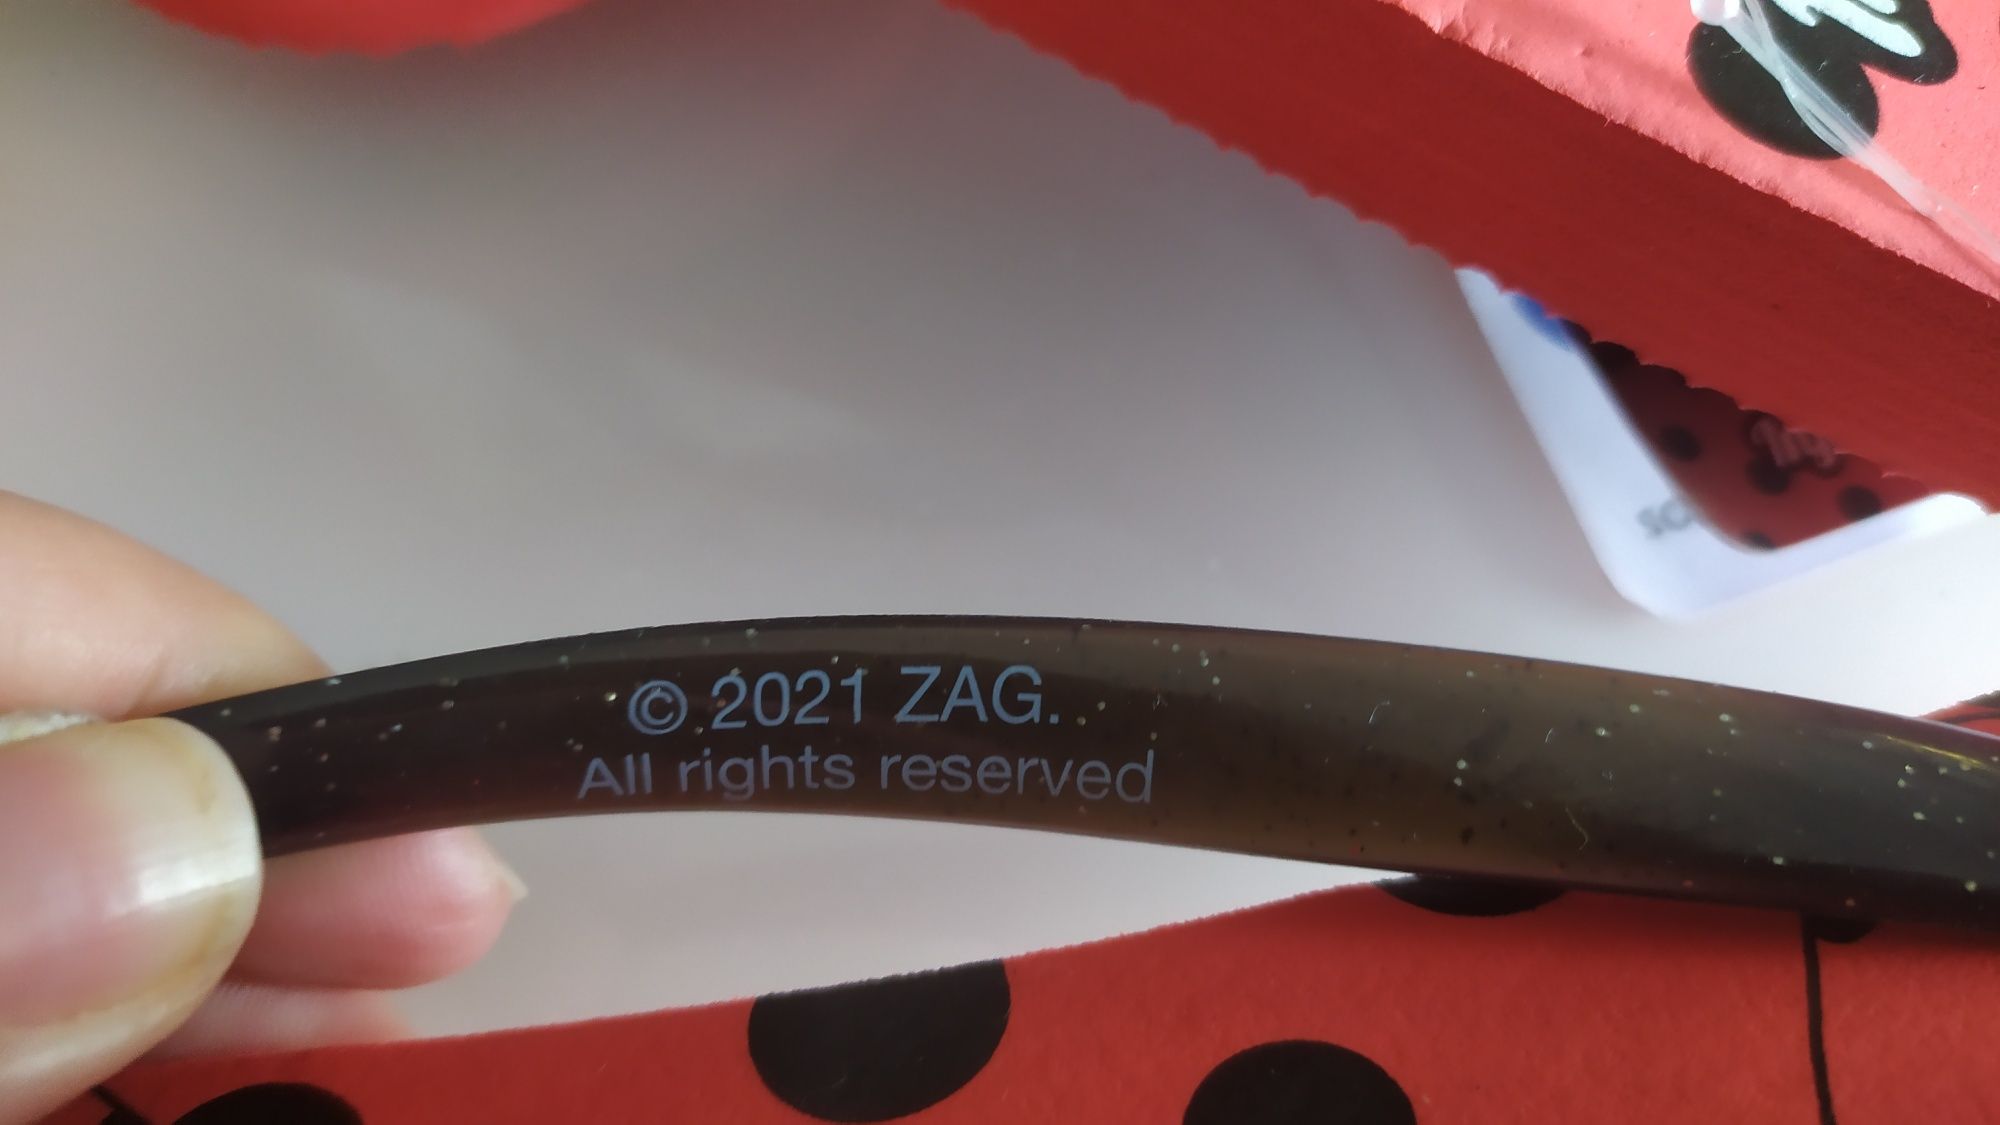 © 2021 ZAG.
All rights reserved